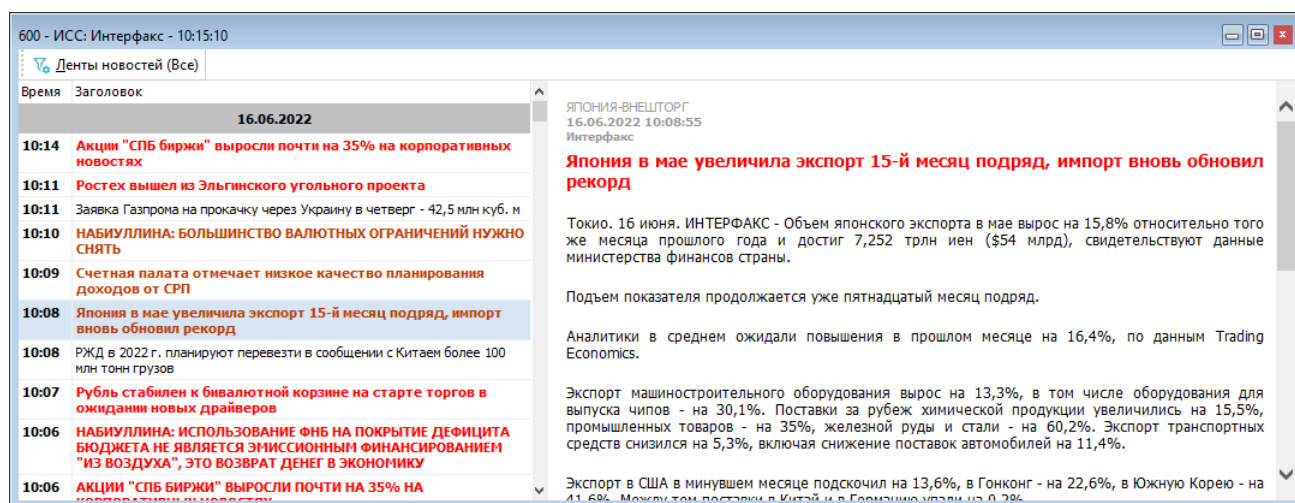 600 - ИСС: Интерфакс - 10:15:10
Ленты новостей (Все)
Время Заголовок
16.06.2022
10:14 Акции "СПБ биржи" выросли почти на 35% на корпоративных
новостях
10:11 Ростех вышел из Эльгинского угольного проекта
10:11 Заявка Газпрома на прокачку через Украину в четверг - 42,5 млн куб. м
10:10 НАБИУЛЛИНА: БОЛЬШИНСТВО ВАЛЮТНЫХ ОГРАНИЧЕНИЙ НУЖНО
СНЯТЬ
10:09 Счетная палата отмечает низкое качество планирования
доходов от СРП
10:08 Япония в мае увеличила экспорт 15-й месяц подряд, импорт
вновь обновил рекорд
10:08 РЖД в 2022 г. планируют перевезти в сообщении с Китаем более 100
млн тонн грузов
10:07 Рубль стабилен к бивалютной корзине на старте торгов в
ожидании новых драйверов
10:06 НАБИУЛЛИНА: ИСПОЛЬЗОВАНИЕ ФНБ НА ПОКРЫТИЕ ДЕФИЦИТА
БЮДЖЕТА НЕ ЯВЛЯЕТСЯ ЭМИССИОННЫМ ФИНАНСИРОВАНИЕМ
"ИЗ ВОЗДУХА", ЭТО ВОЗВРАТ ДЕНЕГ В ЭКОНОМИКУ
10:06 АКЦИИ "СПБ БИРЖИ" ВЫРОСЛИ ПОЧТИ НА 35% НА
КОРПОРАТИВНЫХ НОВОСТЯХ
ЯПОНИЯ-ВНЕШТОРГ
16.06.2022 10:08:55
Интерфакс
Япония в мае увеличила экспорт 15-й месяц подряд, импорт вновь обновил
рекорд
Токио. 16 июня. ИНТЕРФАКС - Объем японского экспорта в мае вырос на 15,8% относительно того
же месяца прошлого года и достиг 7,252 трлн иен ($54 млрд), свидетельствуют данные
министерства финансов страны.
Подъем показателя продолжается уже пятнадцатый месяц подряд.
Аналитики в среднем ожидали повышения в прошлом месяце на 16,4%, по данным Trading
Economics.
Экспорт машиностроительного оборудования вырос на 13,3%, в том числе оборудования для
выпуска чипов - на 30,1%. Поставки за рубеж химической продукции увеличились на 15,5%,
промышленных товаров - на 35%, железной руды и стали - на 60,2%. Экспорт транспортных
средств снизился на 5,3%, включая снижение поставок автомобилей на 11,4%.
Экспорт в США в минувшем месяце подскочил на 13,6%, в Гонконг - на 22,6%, в Южную Корею - на
41,6%. Между тем поставки в Китай и в Германию упали на 0,2%